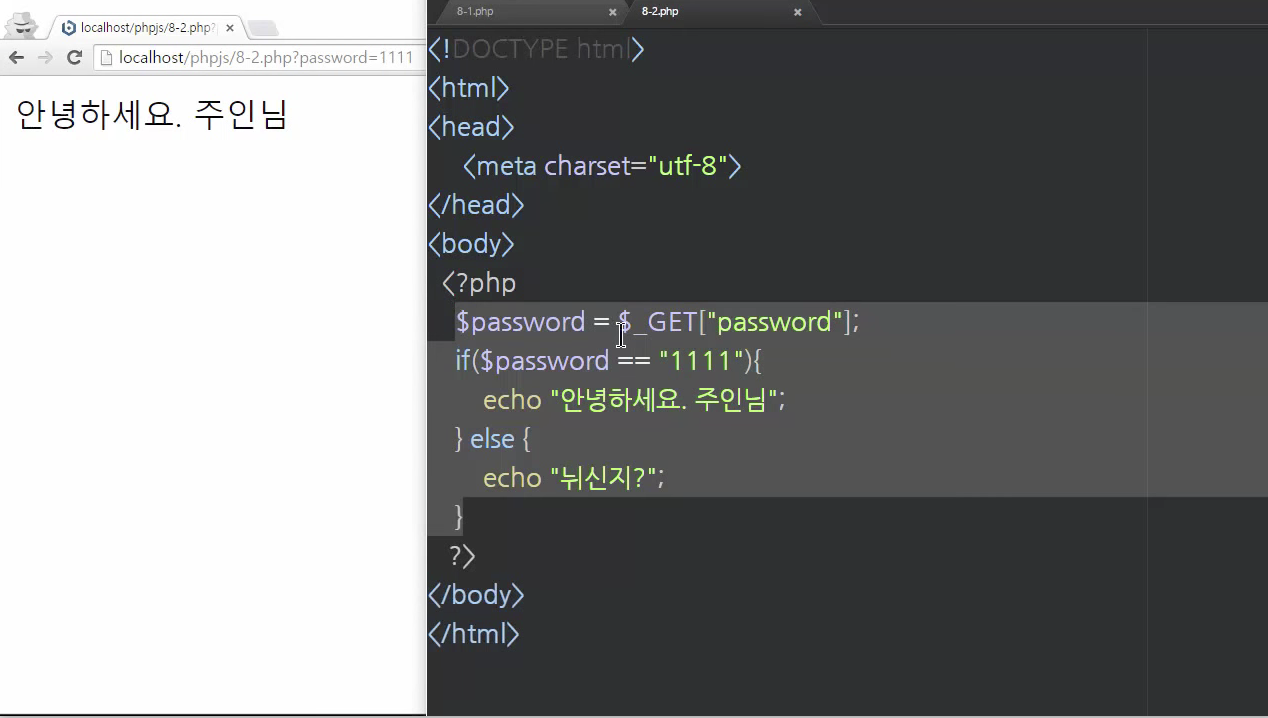 localhost/phpjs/8-2.php?
localhost/phpjs/8-2.php?password=1111
안녕하세요. 주인님
8-1.php
8-2.php
<!DOCTYPE html>
<html>
<head>
<meta charset="utf-8">
</head>
<body>
<?php
$password = $_GET["password"];
if($password == "1111"){
echo "안녕하세요. 주인님";
} else {
echo "뉘신지?";
}
?>
</body>
</html>